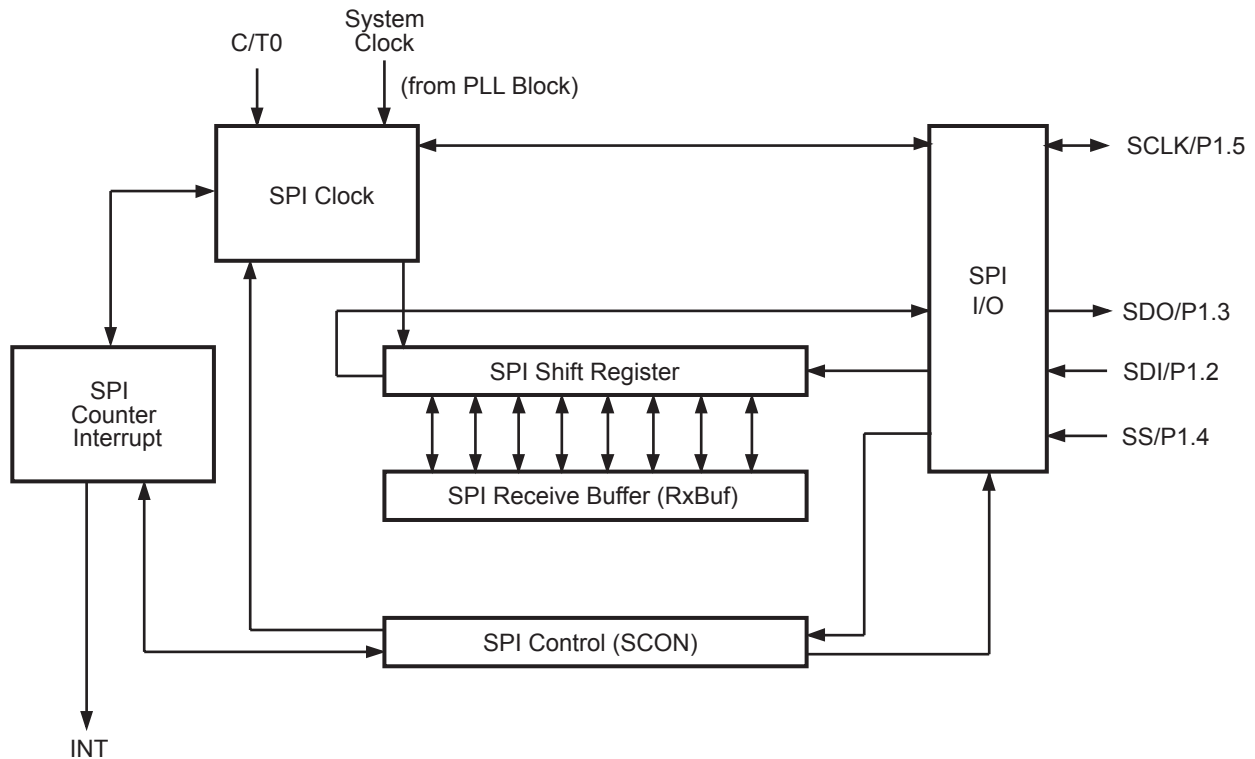 System
Clock
C/T0
(from PLL Block)
SPI Clock
SCLK/P1.5
SPI
I/O
SDO/P1.3
SPI Shift Register
SDI/P1.2
SPI
Counter
Interrupt
SS/P1.4
SPI Receive Buffer (RxBuf)
SPI Control (SCON)
INT